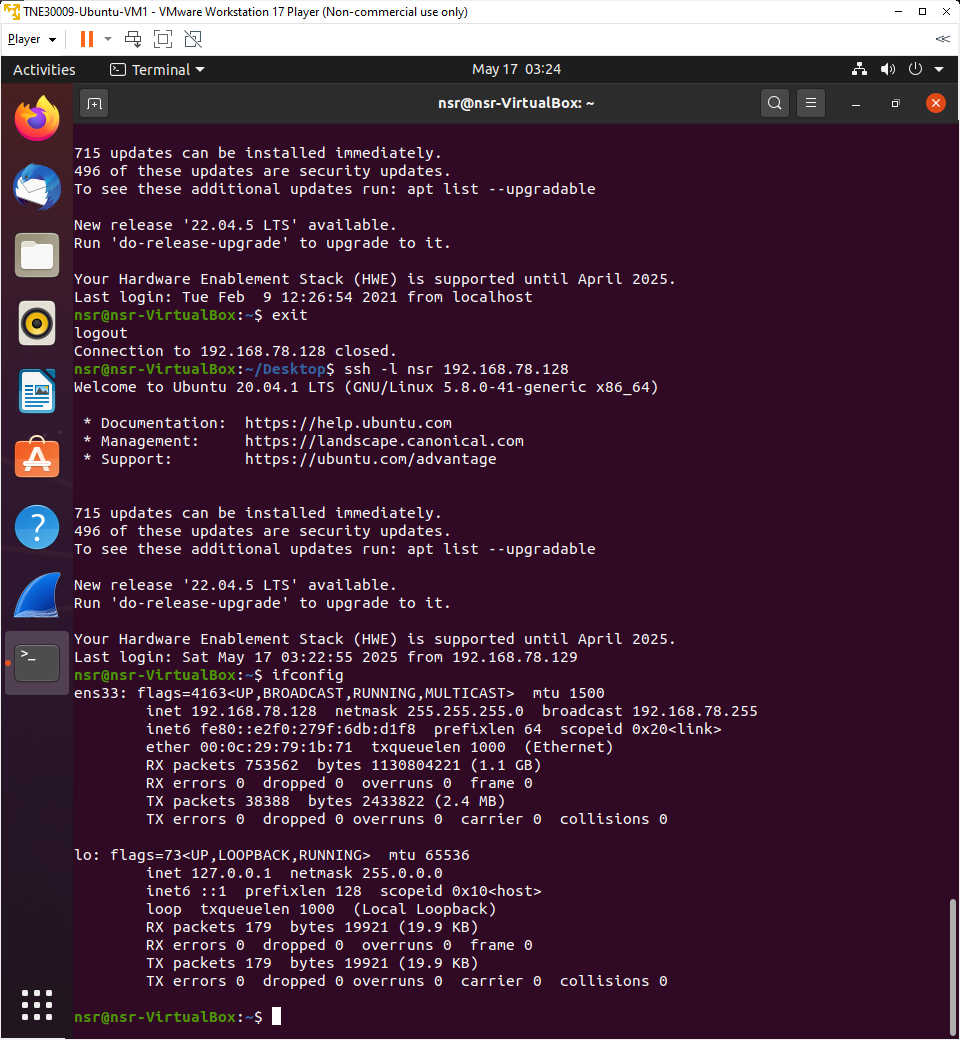 TNE30009-Ubuntu-VM1 - VMware Workstation 17 Player (Non-commercial use only)
Player
Activities
Terminal
May 17  03:24
nsr@nsr-VirtualBox: ~
715 updates can be installed immediately.
496 of these updates are security updates.
To see these additional updates run: apt list --upgradable
New release '22.04.5 LTS' available.
Run 'do-release-upgrade' to upgrade to it.
Your Hardware Enablement Stack (HWE) is supported until April 2025.
Last login: Tue Feb  9 12:26:54 2021 from localhost
nsr@nsr-VirtualBox:~$ exit
logout
Connection to 192.168.78.128 closed.
nsr@nsr-VirtualBox:~/Desktop$ ssh -l nsr 192.168.78.128
Welcome to Ubuntu 20.04.1 LTS (GNU/Linux 5.8.0-41-generic x86_64)
 * Documentation:  https://help.ubuntu.com
 * Management:     https://landscape.canonical.com
 * Support:        https://ubuntu.com/advantage
715 updates can be installed immediately.
496 of these updates are security updates.
To see these additional updates run: apt list --upgradable
New release '22.04.5 LTS' available.
Run 'do-release-upgrade' to upgrade to it.
Your Hardware Enablement Stack (HWE) is supported until April 2025.
Last login: Sat May 17 03:22:55 2025 from 192.168.78.129
nsr@nsr-VirtualBox:~$ ifconfig
ens33: flags=4163<UP,BROADCAST,RUNNING,MULTICAST>  mtu 1500
        inet 192.168.78.128  netmask 255.255.255.0  broadcast 192.168.78.255
        inet6 fe80::e2f0:279f:6db:d1f8  prefixlen 64  scopeid 0x20<link>
        ether 00:0c:29:79:1b:71  txqueuelen 1000  (Ethernet)
        RX packets 753562  bytes 1130804221 (1.1 GB)
        RX errors 0  dropped 0  overruns 0  frame 0
        TX packets 38388  bytes 2433822 (2.4 MB)
        TX errors 0  dropped 0 overruns 0  carrier 0  collisions 0
lo: flags=73<UP,LOOPBACK,RUNNING>  mtu 65536
        inet 127.0.0.1  netmask 255.0.0.0
        inet6 ::1  prefixlen 128  scopeid 0x10<host>
        loop  txqueuelen 1000  (Local Loopback)
        RX packets 179  bytes 19921 (19.9 KB)
        RX errors 0  dropped 0  overruns 0  frame 0
        TX packets 179  bytes 19921 (19.9 KB)
        TX errors 0  dropped 0 overruns 0  carrier 0  collisions 0
nsr@nsr-VirtualBox:~$